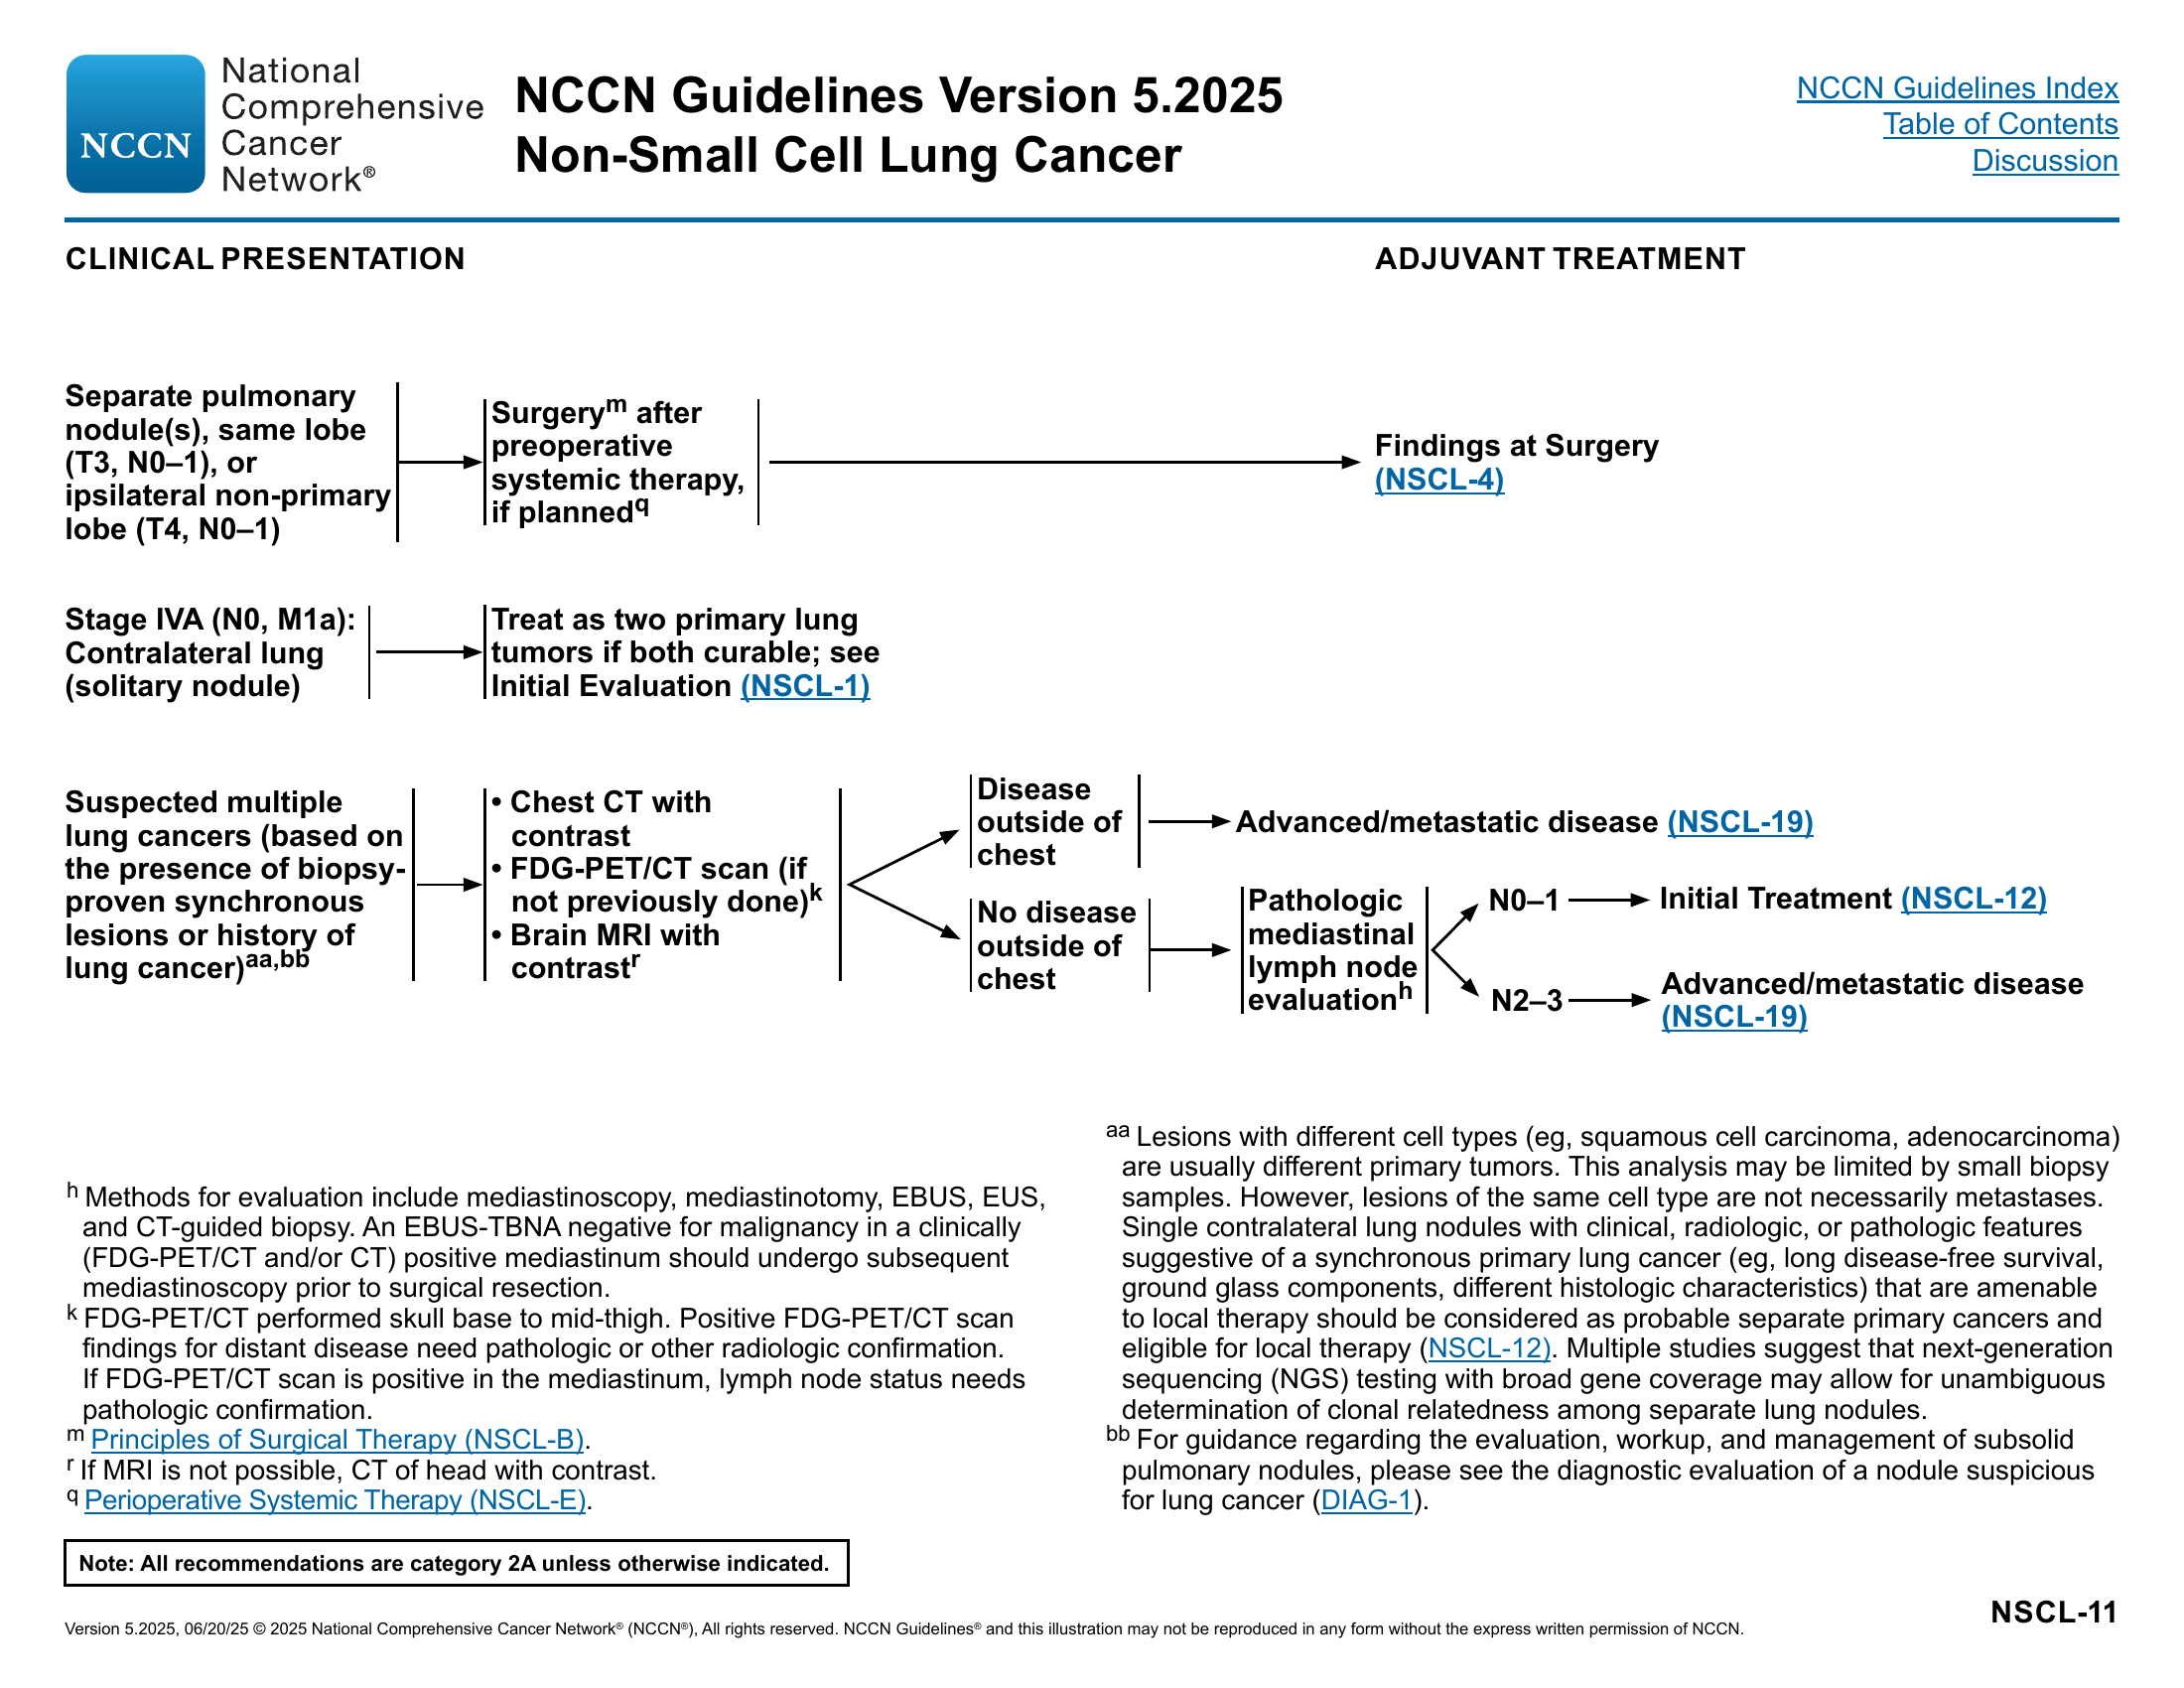 National
Comprehensive
NCCN Cancer
Network®
NCCN Guidelines Version 5.2025
Non-Small Cell Lung Cancer
NCCN Guidelines Index
Table of Contents
Discussion
CLINICAL PRESENTATION
ADJUVANT TREATMENT
Separate pulmonary
nodule(s), same lobe
(T3, N0–1), or
ipsilateral non-primary
lobe (T4, N0–1)
Surgeryᵐ after
preoperative
systemic therapy,
if plannedq
Findings at Surgery
(NSCL-4)
Stage IVA (N0, M1a):
Contralateral lung
(solitary nodule)
Treat as two primary lung
tumors if both curable; see
Initial Evaluation (NSCL-1)
Suspected multiple
lung cancers (based on
the presence of biopsy-
proven synchronous
lesions or history of
lung cancer)aa,bb
• Chest CT with
contrast
• FDG-PET/CT scan (if
not previously done)k
• Brain MRI with
contrastr
Disease
outside of
chest
Advanced/metastatic disease (NSCL-19)
No disease
outside of
chest
Pathologic
mediastinal
lymph node
evaluationh
N0–1
Initial Treatment (NSCL-12)
N2–3
Advanced/metastatic disease
(NSCL-19)
h Methods for evaluation include mediastinoscopy, mediastinotomy, EBUS, EUS,
and CT-guided biopsy. An EBUS-TBNA negative for malignancy in a clinically
(FDG-PET/CT and/or CT) positive mediastinum should undergo subsequent
mediastinoscopy prior to surgical resection.
k FDG-PET/CT performed skull base to mid-thigh. Positive FDG-PET/CT scan
findings for distant disease need pathologic or other radiologic confirmation.
If FDG-PET/CT scan is positive in the mediastinum, lymph node status needs
pathologic confirmation.
m Principles of Surgical Therapy (NSCL-B).
r If MRI is not possible, CT of head with contrast.
q Perioperative Systemic Therapy (NSCL-E).
aa Lesions with different cell types (eg, squamous cell carcinoma, adenocarcinoma)
are usually different primary tumors. This analysis may be limited by small biopsy
samples. However, lesions of the same cell type are not necessarily metastases.
Single contralateral lung nodules with clinical, radiologic, or pathologic features
suggestive of a synchronous primary lung cancer (eg, long disease-free survival,
ground glass components, different histologic characteristics) that are amenable
to local therapy should be considered as probable separate primary cancers and
eligible for local therapy (NSCL-12). Multiple studies suggest that next-generation
sequencing (NGS) testing with broad gene coverage may allow for unambiguous
determination of clonal relatedness among separate lung nodules.
bb For guidance regarding the evaluation, workup, and management of subsolid
pulmonary nodules, please see the diagnostic evaluation of a nodule suspicious
for lung cancer (DIAG-1).
Note: All recommendations are category 2A unless otherwise indicated.
NSCL-11
Version 5.2025, 06/20/25 © 2025 National Comprehensive Cancer Network® (NCCN®), All rights reserved. NCCN Guidelines® and this illustration may not be reproduced in any form without the express written permission of NCCN.